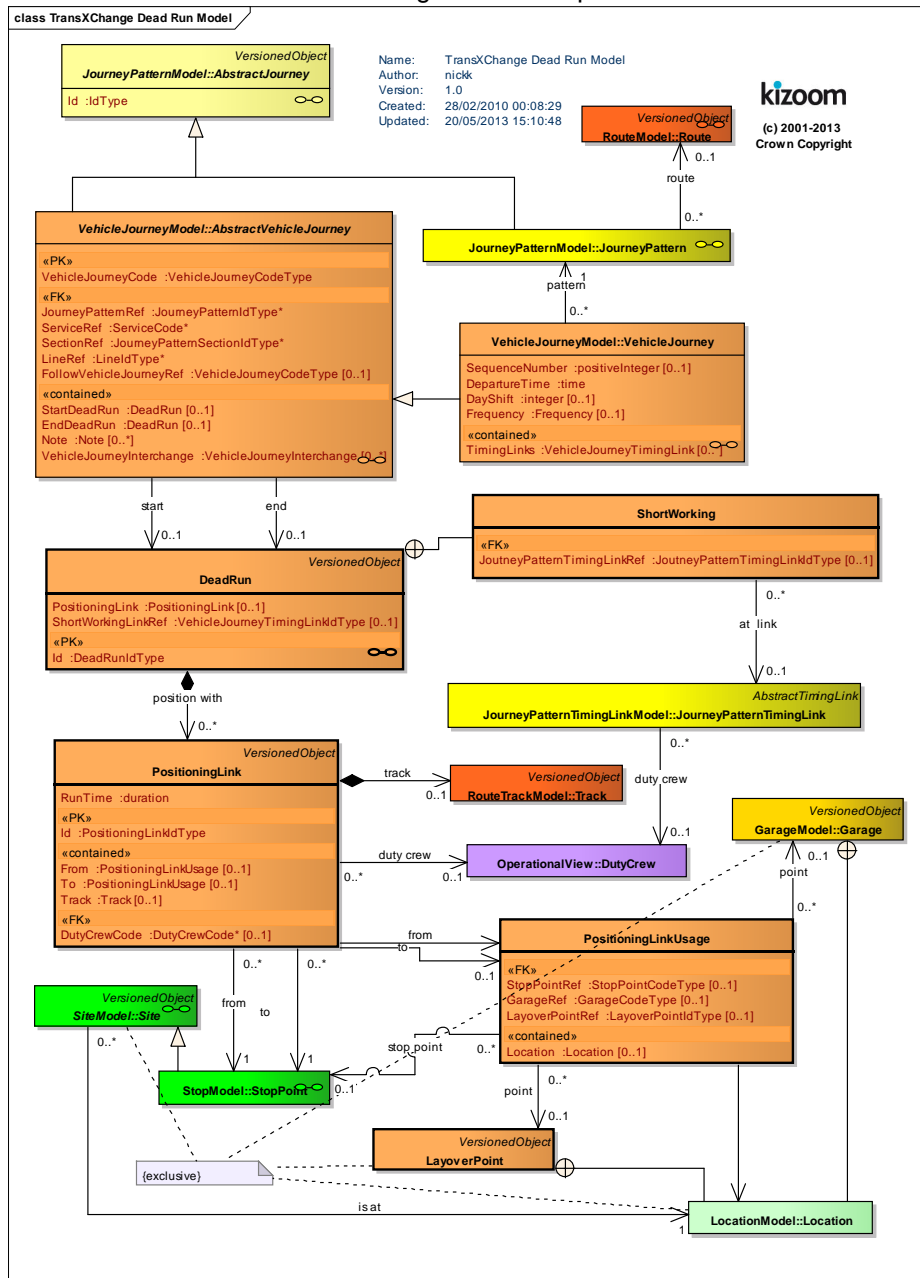 class TransXChange Dead Run Model
VersionedObject
JourneyPatternModel::AbstractJourney
Id :IdType
Name: TransXChange Dead Run Model
Author: nickk
Version: 1.0
Created: 28/02/2010 00:08:29
Updated: 20/05/2013 15:10:48
kizoom
(c) 2001-2013
Crown Copyright
VersionedObject
RouteModel::Route
0..1
route
0..*
JourneyPatternModel::JourneyPattern
1
pattern
0..*
VehicleJourneyModel::AbstractVehicleJourney
«PK»
VehicleJourneyCode :VehicleJourneyCodeType
«FK»
JourneyPatternRef :JourneyPatternIdType*
ServiceRef :ServiceCode*
SectionRef :JourneyPatternSectionIdType*
LineRef :LineIdType*
FollowVehicleJourneyRef :VehicleJourneyCodeType [0..1]
«contained»
StartDeadRun :DeadRun [0..1]
EndDeadRun :DeadRun [0..1]
Note :Note [0..*]
VehicleJourneyInterchange :VehicleJourneyInterchange [0..*]
VehicleJourneyModel::VehicleJourney
SequenceNumber :positiveInteger [0..1]
DepartureTime :time
DayShift :integer [0..1]
Frequency :Frequency [0..1]
«contained»
TimingLinks :VehicleJourneyTimingLink [0..*]
start
end
0..1
0..1
VersionedObject
DeadRun
PositioningLink :PositioningLink [0..1]
ShortWorkingLinkRef :VehicleJourneyTimingLinkIdType [0..1]
«PK»
Id :DeadRunIdType
ShortWorking
«FK»
JoutneyPatternTimingLinkRef :JoutneyPatternTimingLinkIdType [0..1]
0..*
at link
0..1
AbstractTimingLink
JourneyPatternTimingLinkModel::JourneyPatternTimingLink
0..*
duty crew
0..1
position with
0..*
VersionedObject
PositioningLink
RunTime :duration
«PK»
Id :PositioningLinkIdType
«contained»
From :PositioningLinkUsage [0..1]
To :PositioningLinkUsage [0..1]
Track :Track [0..1]
«FK»
DutyCrewCode :DutyCrewCode* [0..1]
track
0..1
VersionedObject
RouteTrackModel::Track
duty crew
0..*
0..1
OperationalView::DutyCrew
VersionedObject
GarageModel::Garage
0..1
point
0..*
from
to
0..1
PositioningLinkUsage
«FK»
StopPointRef :StopPointCodeType [0..1]
GarageRef :GarageCodeType [0..1]
LayoverPointRef :LayoverPointIdType [0..1]
«contained»
Location :Location [0..1]
0..*
0..*
from
to
1
1
VersionedObject
SiteModel::Site
0..*
StopModel::StopPoint
stop point
0..*
0..1
point
0..*
0..1
VersionedObject
LayoverPoint
{exclusive}
is at
1
LocationModel::Location